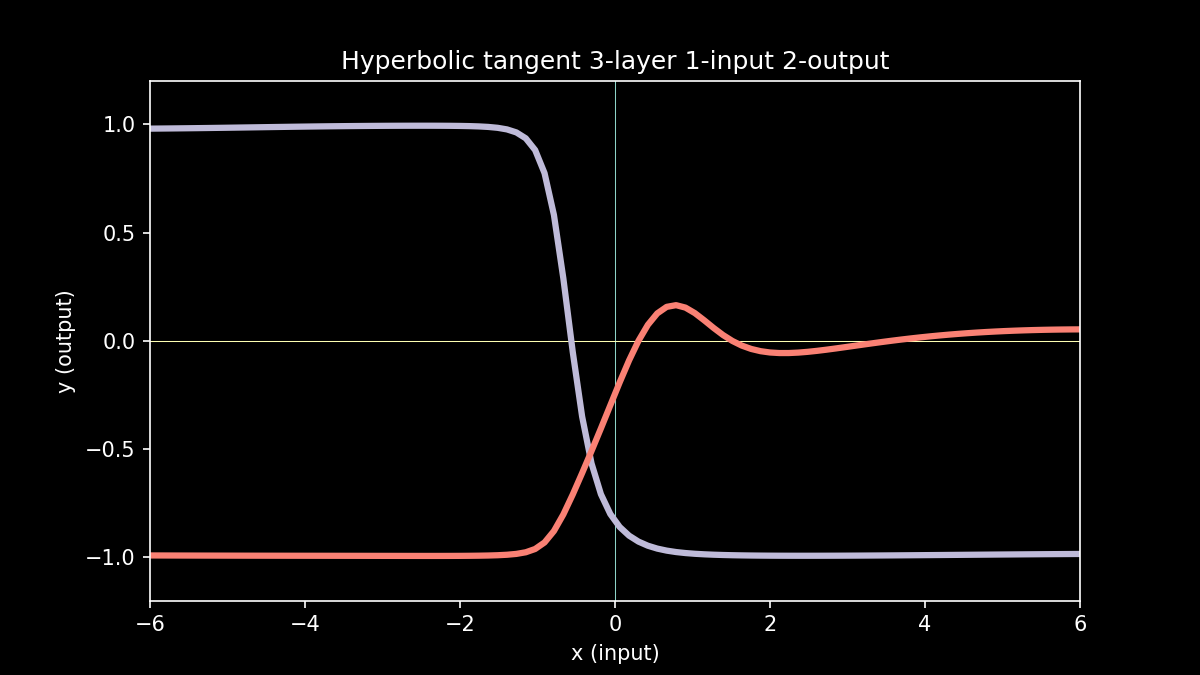 Hyperbolic tangent 3-layer 1-input 2-output
1.0
0.5
0.0
−0.5
−1.0
y (output)
−6 −4 −2 0 2 4 6
x (input)